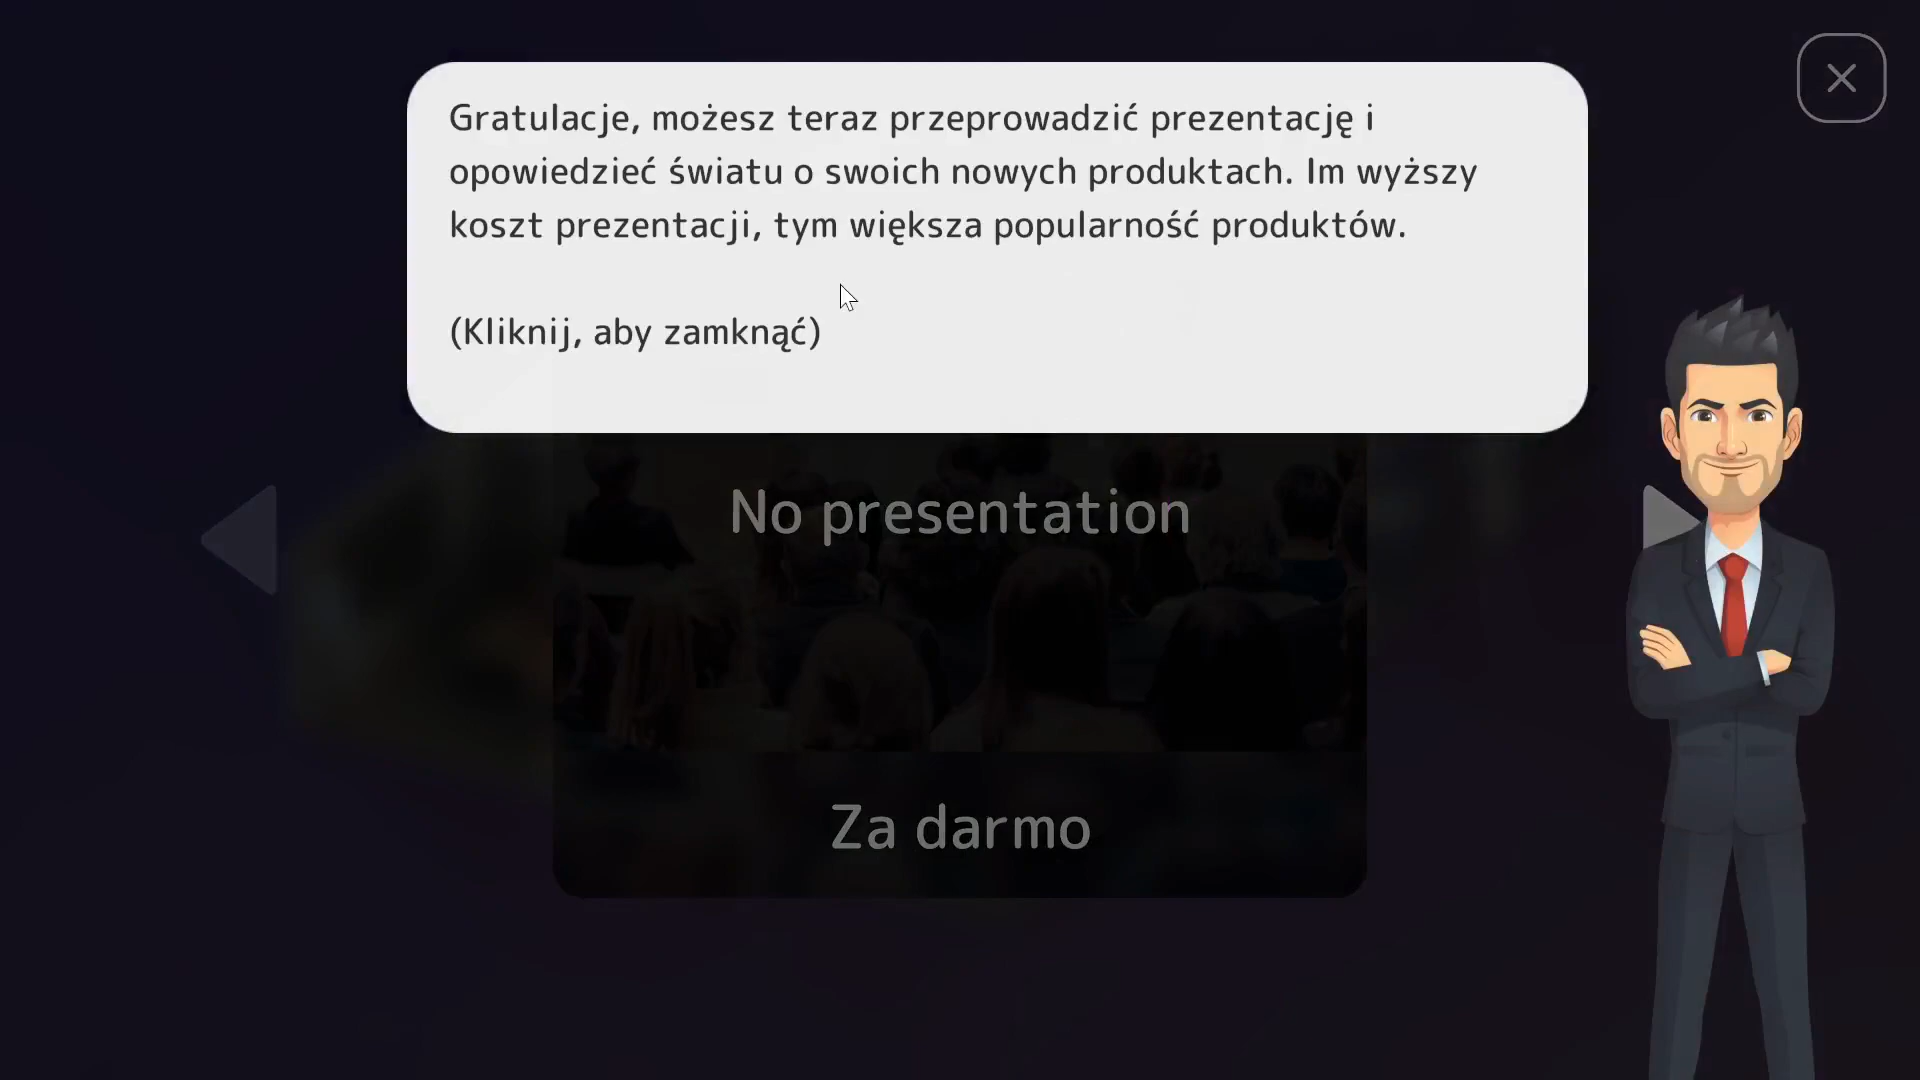 Gratulacje, możesz teraz przeprowadzić prezentację i
opowiedzieć światu o swoich nowych produktach. Im wyższy
koszt prezentacji, tym większa popularność produktów.
(Kliknij, aby zamknąć)
No presentation
Za darmo